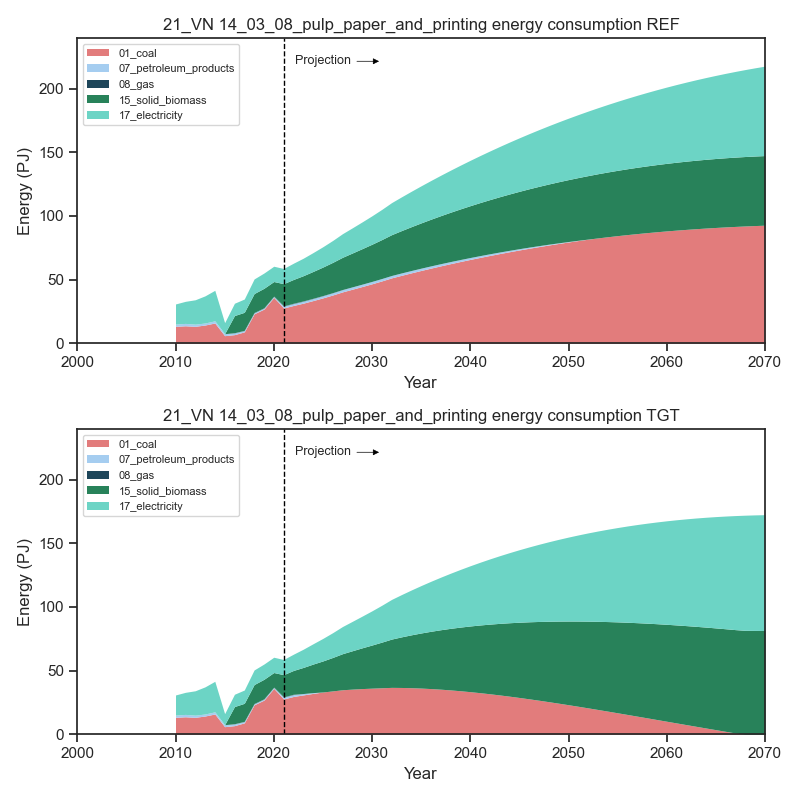 21_VN 14_03_08_pulp_paper_and_printing energy consumption REF
01_coal
07_petroleum_products
08_gas
15_solid_biomass
17_electricity
Projection
Energy (PJ)
200
150
100
50
0
2000 2010 2020 2030 2040 2050 2060 2070
Year
21_VN 14_03_08_pulp_paper_and_printing energy consumption TGT
01_coal
07_petroleum_products
08_gas
15_solid_biomass
17_electricity
Projection
Energy (PJ)
200
150
100
50
0
2000 2010 2020 2030 2040 2050 2060 2070
Year